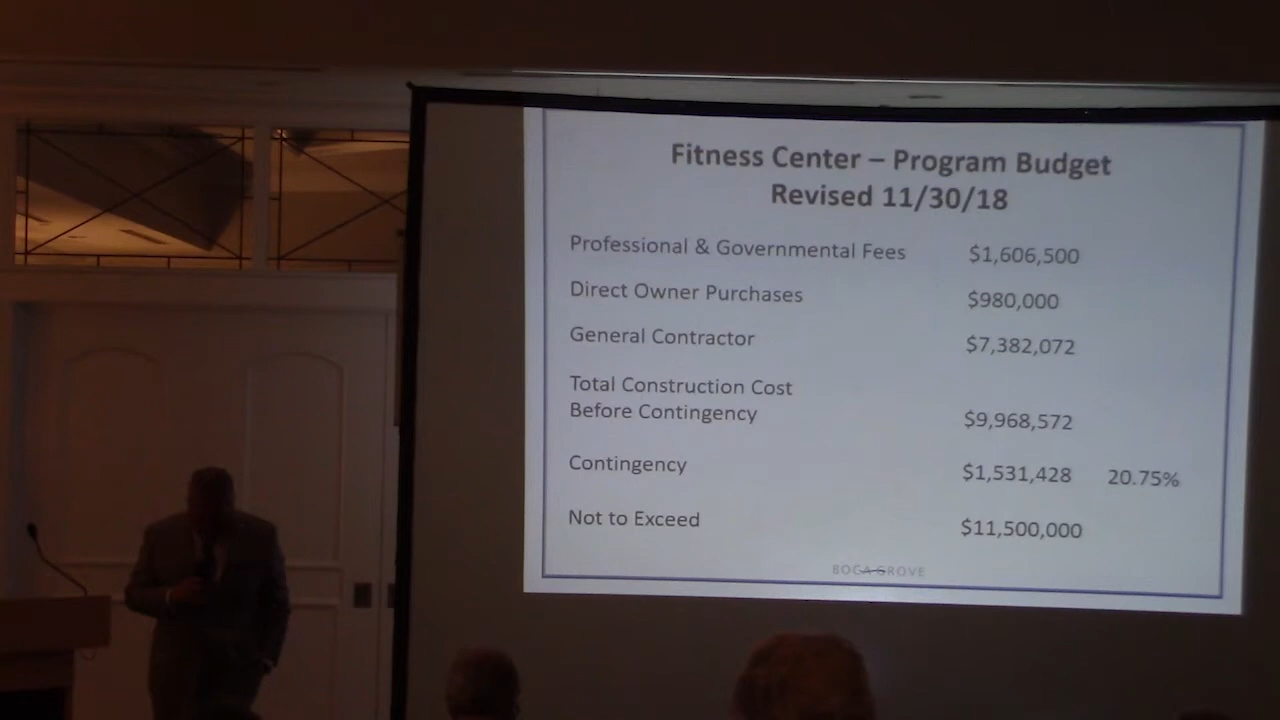 Fitness Center – Program Budget
Revised 11/30/18
Professional & Governmental Fees $1,606,500
Direct Owner Purchases $980,000
General Contractor $7,382,072
Total Construction Cost
Before Contingency $9,968,572
Contingency $1,531,428 20.75%
Not to Exceed $11,500,000
BOCA GROVE